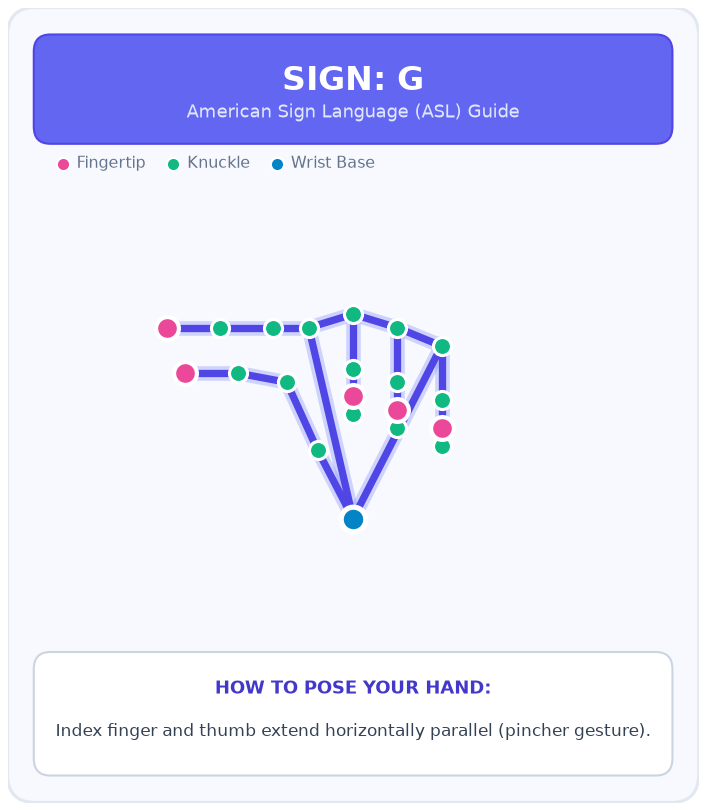 SIGN: G
American Sign Language (ASL) Guide
Fingertip Knuckle Wrist Base
HOW TO POSE YOUR HAND:
Index finger and thumb extend horizontally parallel (pincher gesture).